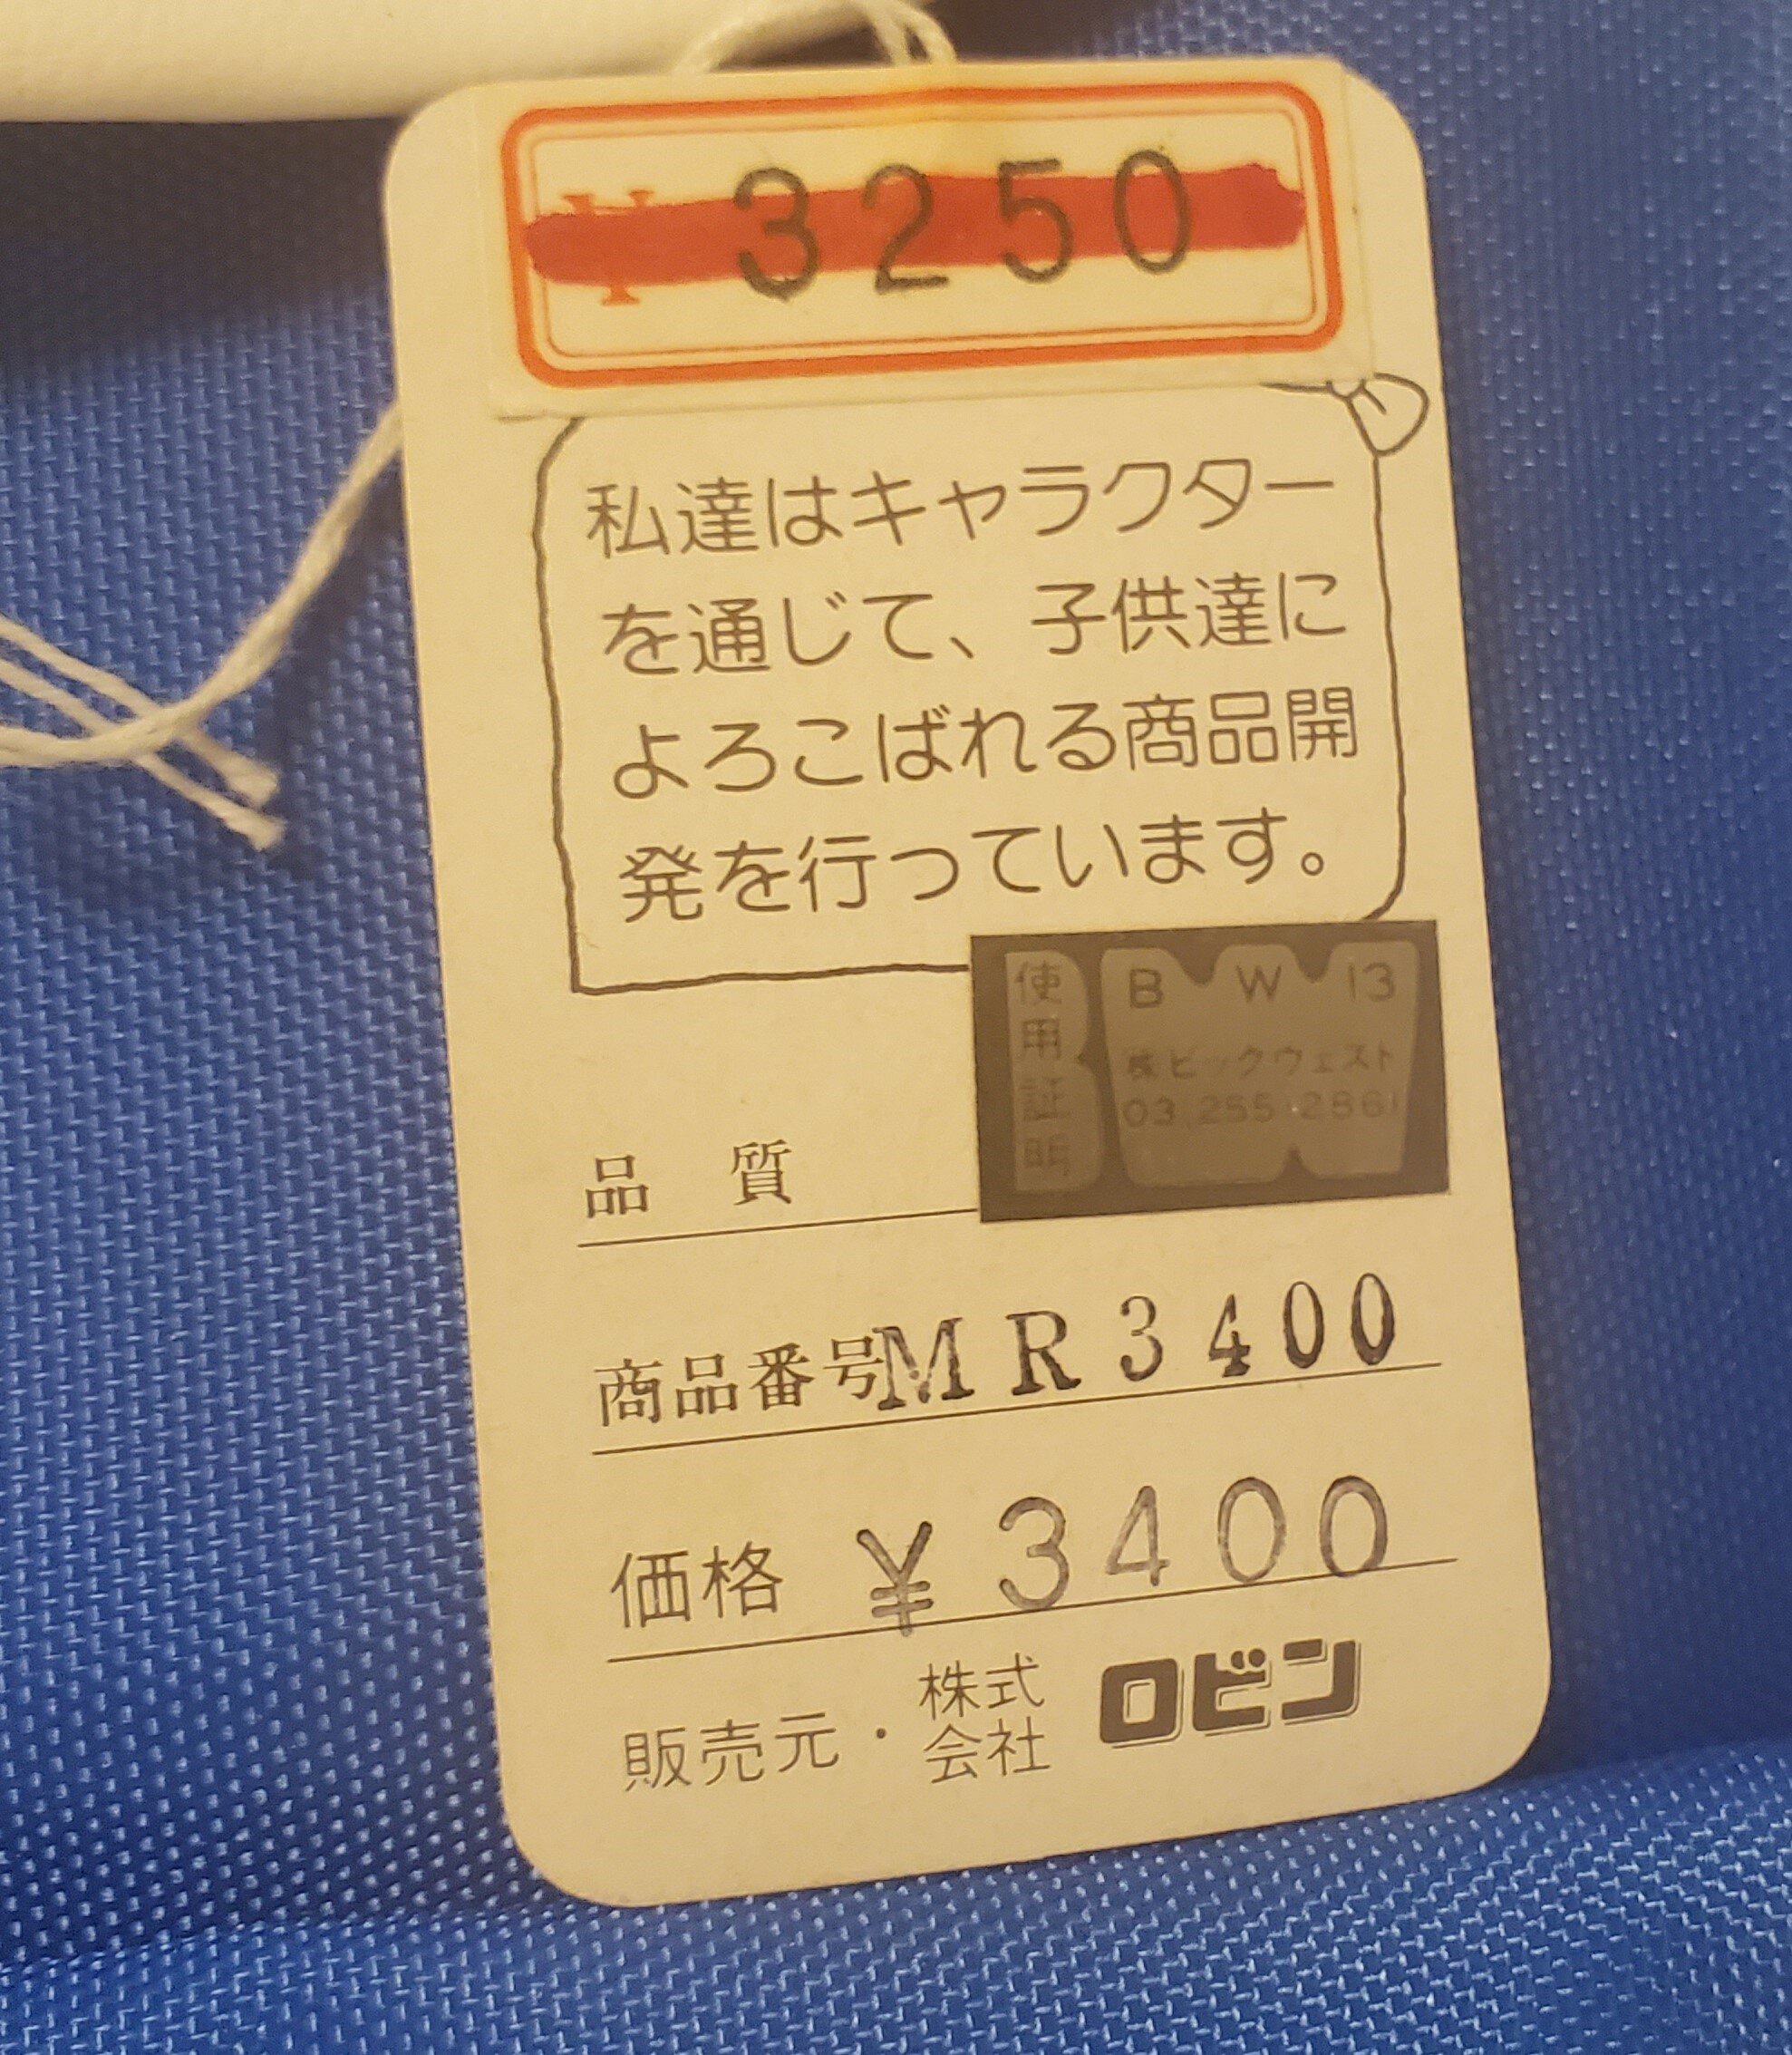 ¥3250
私達はキャラクター
を通じて、子供達に
よろこばれる商品開
発を行っています。
使用証明
B W 13
株ビックウェスト
03.255.2861
品 質
商品番号MR3400
価格 ¥3400
販売元・株式会社 ロビン